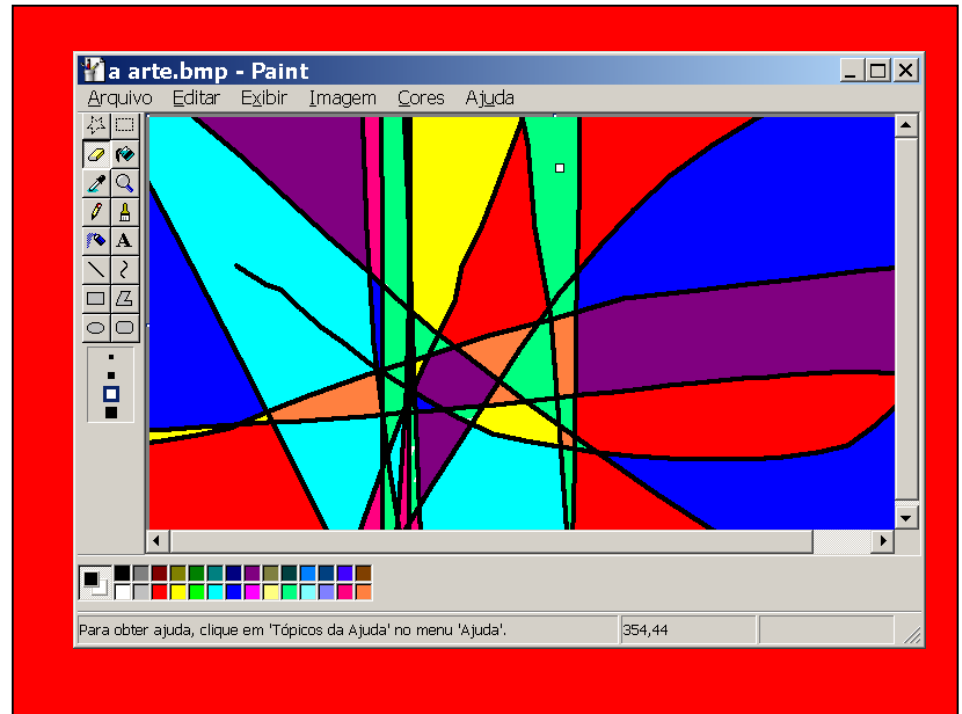 a arte.bmp - Paint
Arquivo Editar Exibir Imagem Cores Ajuda
A
Para obter ajuda, clique em 'Tópicos da Ajuda' no menu 'Ajuda'. 354,44